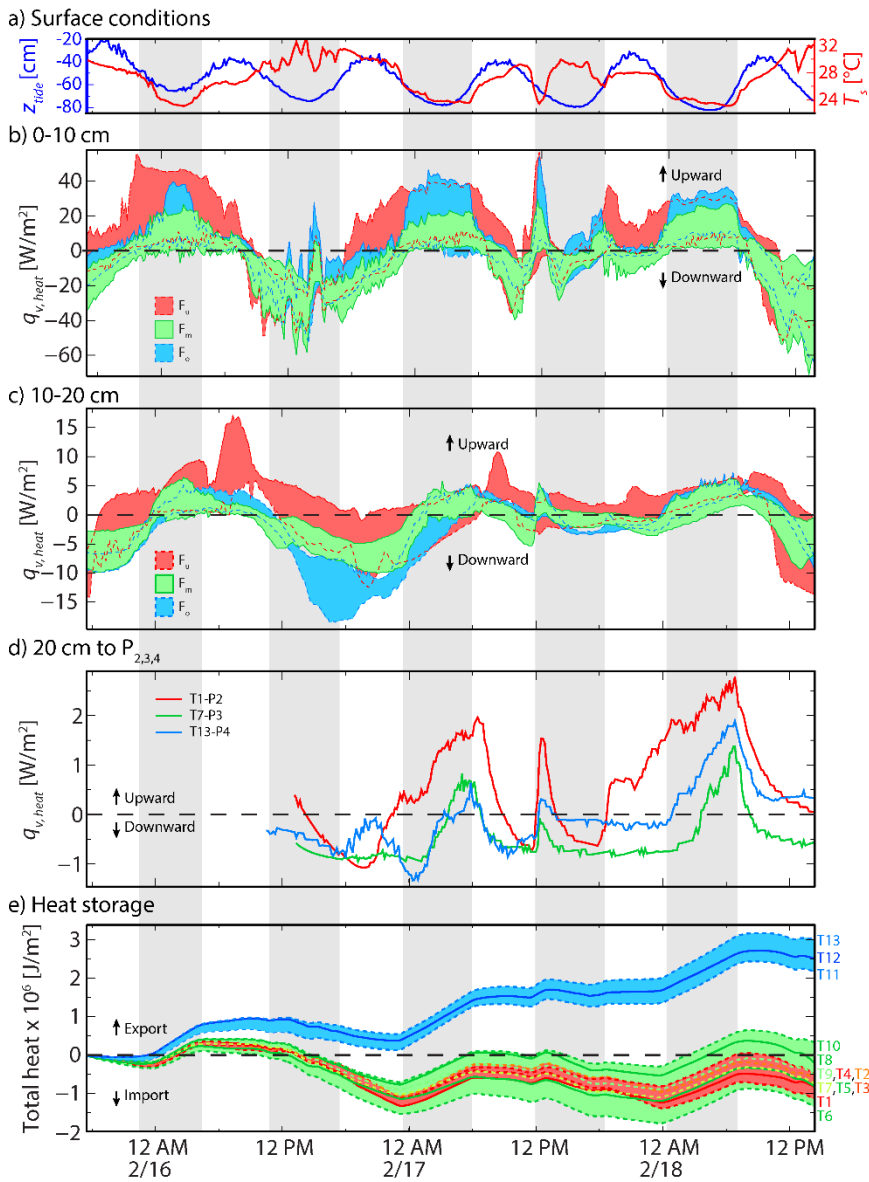 a) Surface conditions
z_tide [cm]
-20
-40
-60
-80
32
28
24
T_s [°C]
b) 0-10 cm
q_v,heat [W/m²]
40
20
0
−20
−40
−60
Upward
Downward
F_u
F_m
F_o
c) 10-20 cm
q_v,heat [W/m²]
15
10
5
0
−5
−10
−15
Upward
Downward
F_u
F_m
F_o
d) 20 cm to P_2,3,4
q_v,heat [W/m²]
2
1
0
−1
T1-P2
T7-P3
T13-P4
Upward
Downward
e) Heat storage
Total heat x 10⁶ [J/m²]
3
2
1
0
−1
−2
Export
Import
T13
T12
T11
T10
T8
T9,T4,T2
T7,T5,T3
T1
T6
12 AM 12 PM 12 AM 12 PM 12 AM 12 PM
2/16 2/17 2/18